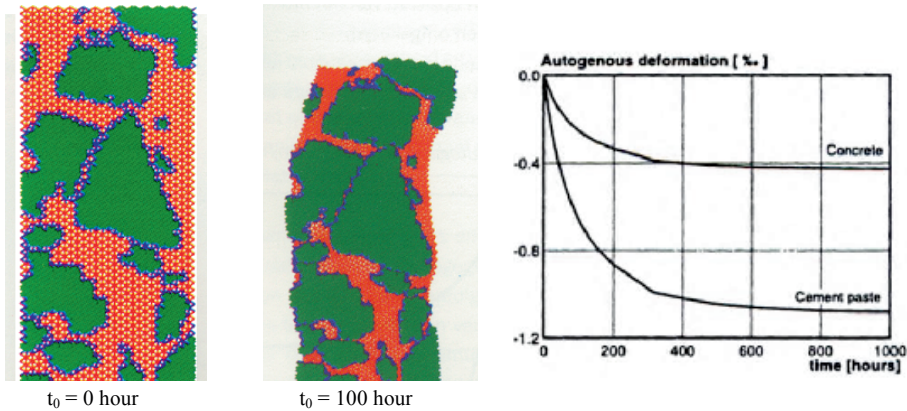 t₀ = 0 hour
t₀ = 100 hour
Autogenous deformation [ ‰ ]
0.0
Concrete
-0.4
-0.8
Cement paste
-1.2
0 200 400 600 800 1000
time [hours]